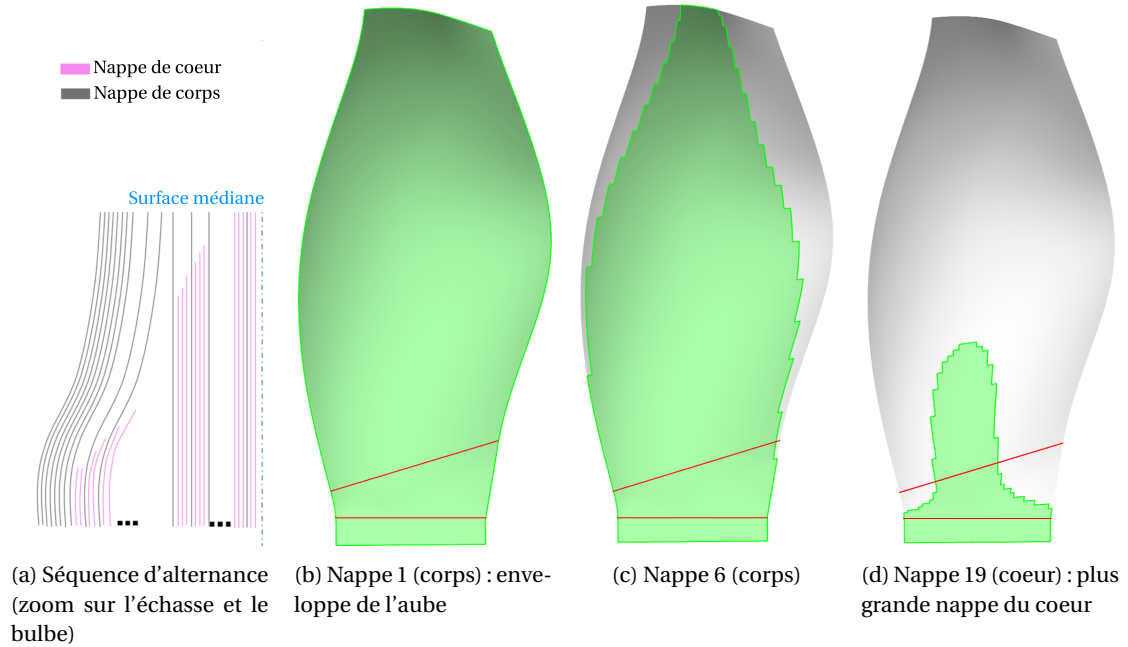 Nappe de coeur
Nappe de corps
Surface médiane
(a) Séquence d'alternance
(zoom sur l'échasse et le
bulbe)
(b) Nappe 1 (corps) : enve-
loppe de l'aube
(c) Nappe 6 (corps)
(d) Nappe 19 (coeur) : plus
grande nappe du coeur